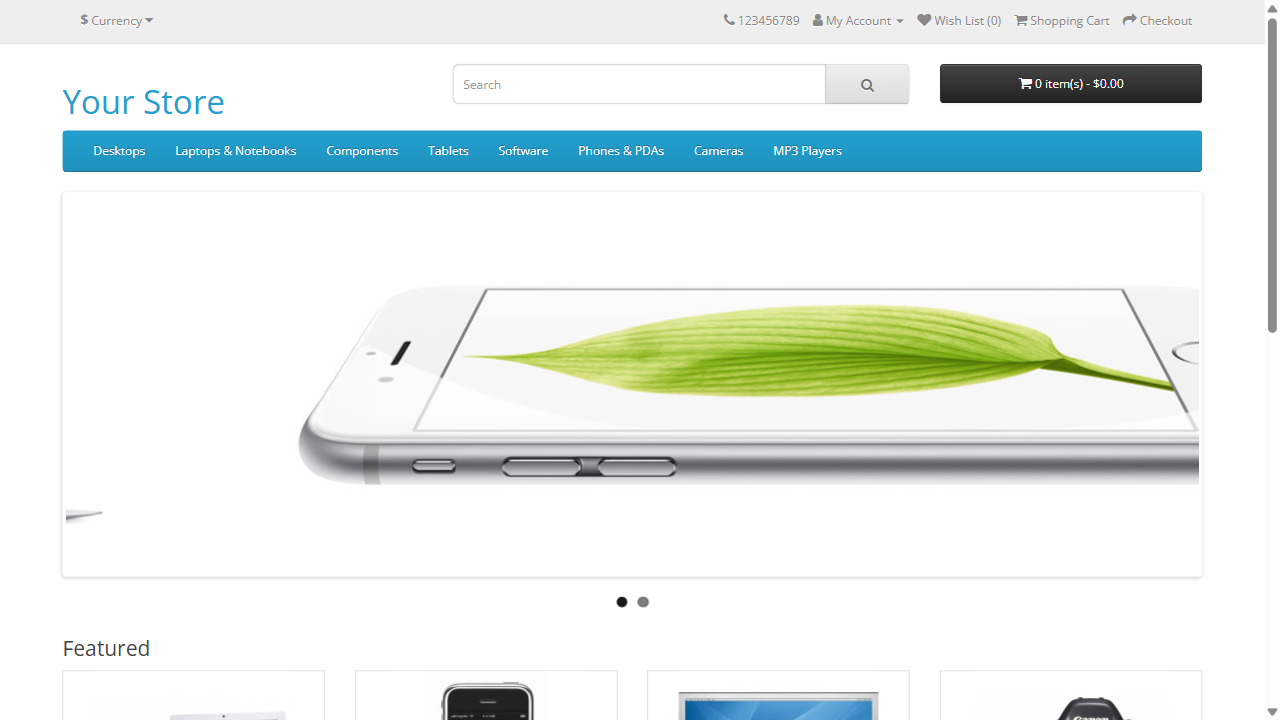 $ Currency
123456789 My Account Wish List (0) Shopping Cart Checkout
Your Store
Search
0 item(s) - $0.00
Desktops Laptops & Notebooks Components Tablets Software Phones & PDAs Cameras MP3 Players
Featured
Canon